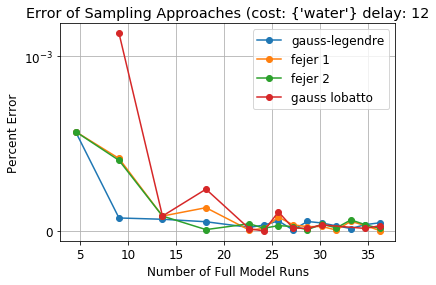 Error of Sampling Approaches (cost: {'water'} delay: 12
gauss-legendre
fejer 1
fejer 2
gauss lobatto
Percent Error
10⁻³
0
5 10 15 20 25 30 35
Number of Full Model Runs